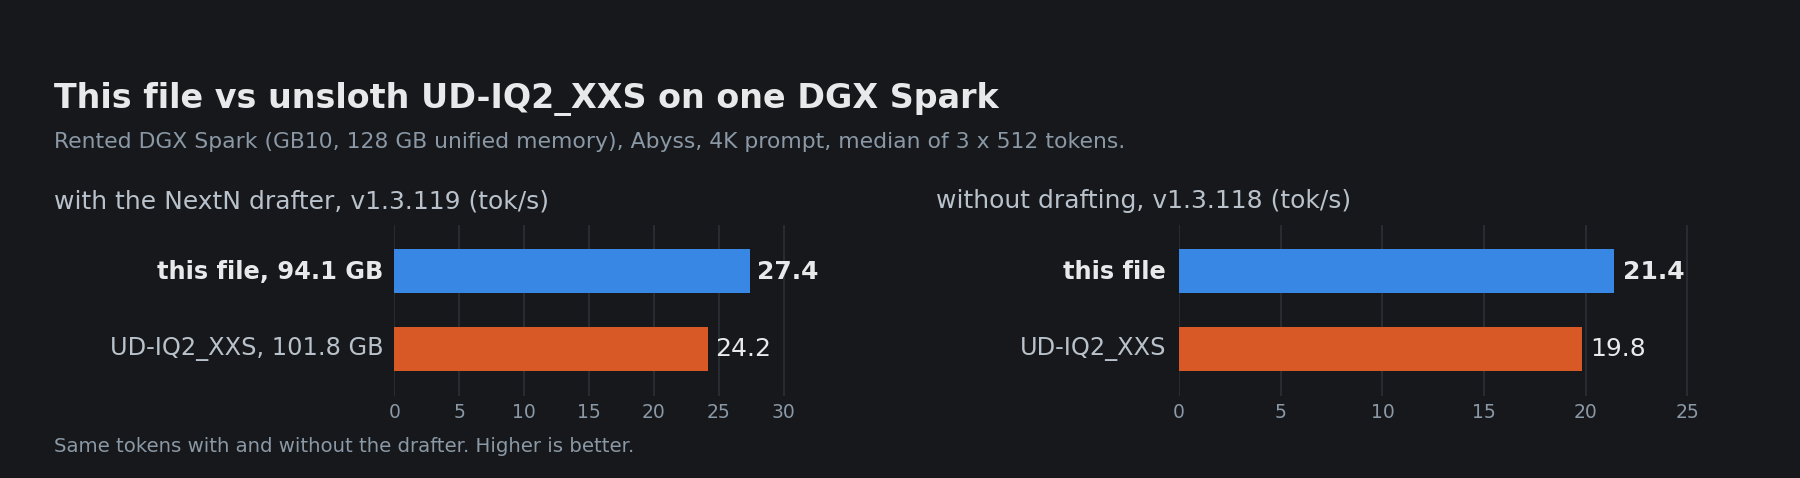 This file vs unsloth UD-IQ2_XXS on one DGX Spark
Rented DGX Spark (GB10, 128 GB unified memory), Abyss, 4K prompt, median of 3 x 512 tokens.
with the NextN drafter, v1.3.119 (tok/s)
this file, 94.1 GB
27.4
UD-IQ2_XXS, 101.8 GB
24.2
0 5 10 15 20 25 30
without drafting, v1.3.118 (tok/s)
this file
21.4
UD-IQ2_XXS
19.8
0 5 10 15 20 25
Same tokens with and without the drafter. Higher is better.